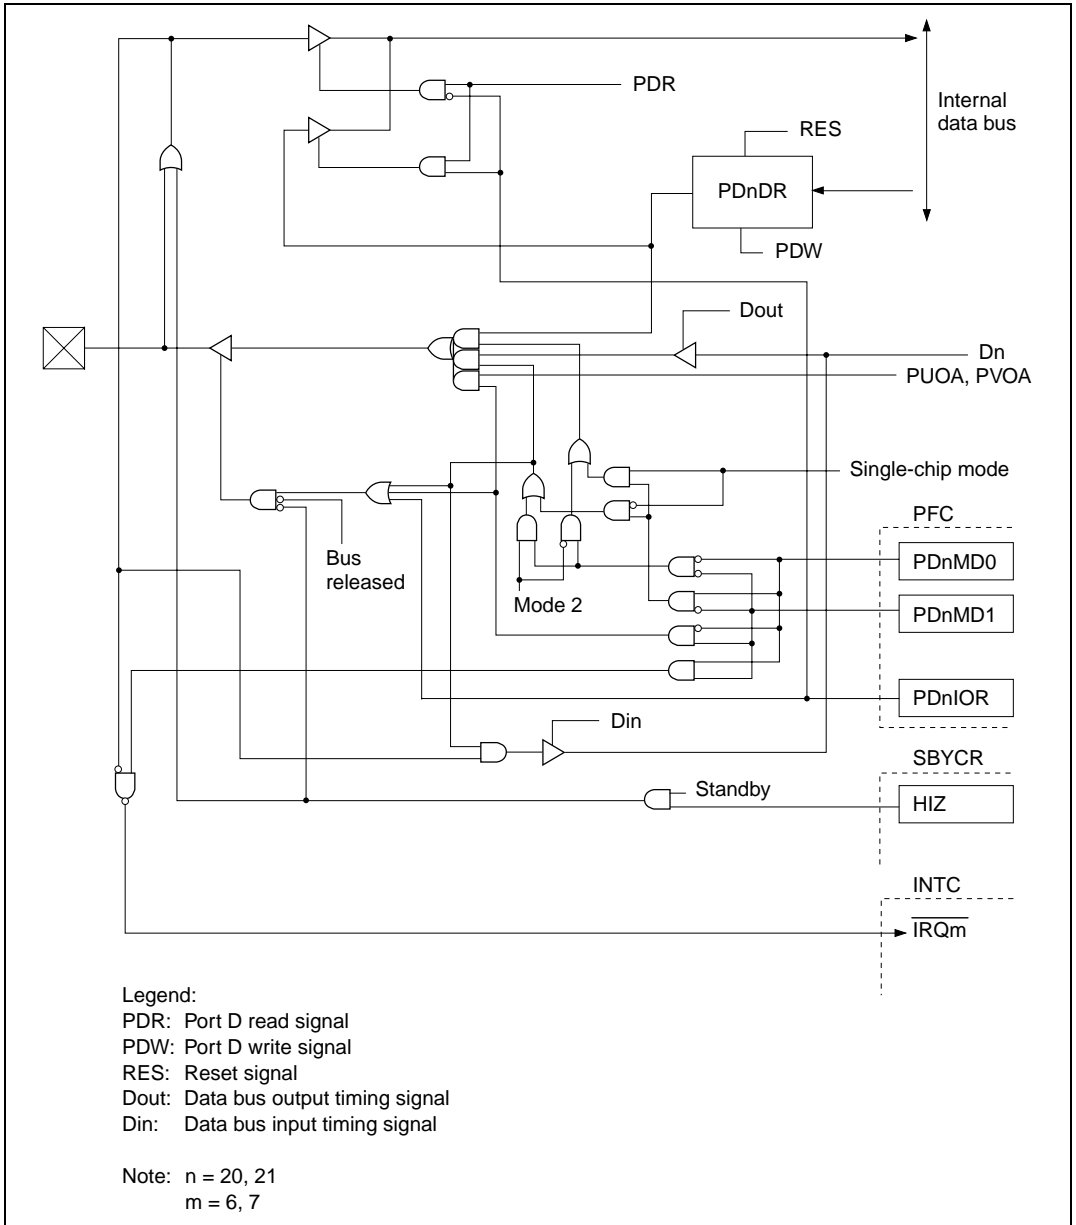 PDR
Internal
data bus
RES
PDnDR
PDW
Dout
Dn
PUOA, PVOA
Single-chip mode
PFC
Bus
released
PDnMD0
Mode 2
PDnMD1
PDnIOR
Din
SBYCR
Standby
HIZ
INTC
IRQm
Legend:
PDR: Port D read signal
PDW: Port D write signal
RES: Reset signal
Dout: Data bus output timing signal
Din: Data bus input timing signal
Note: n = 20, 21
m = 6, 7